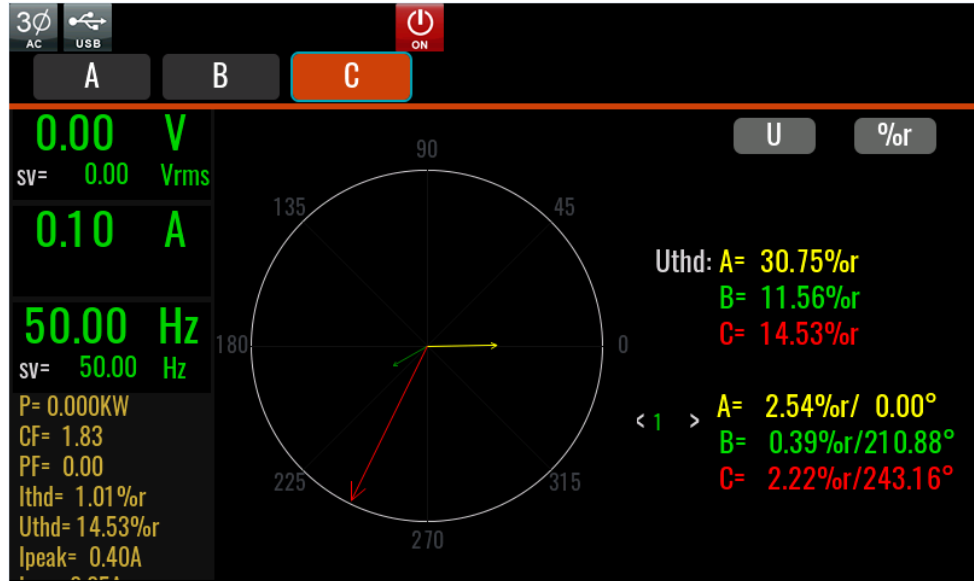 3Ø
AC
USB
ON
A
B
C
0.00 V
sv= 0.00 Vrms
0.10 A
50.00 Hz
sv= 50.00 Hz
P= 0.000KW
CF= 1.83
PF= 0.00
Ithd= 1.01%r
Uthd= 14.53%r
Ipeak= 0.40A
90
135
45
180
0
225
315
270
U
%r
Uthd: A= 30.75%r
B= 11.56%r
C= 14.53%r
< 1 >
A= 2.54%r/ 0.00°
B= 0.39%r/210.88°
C= 2.22%r/243.16°